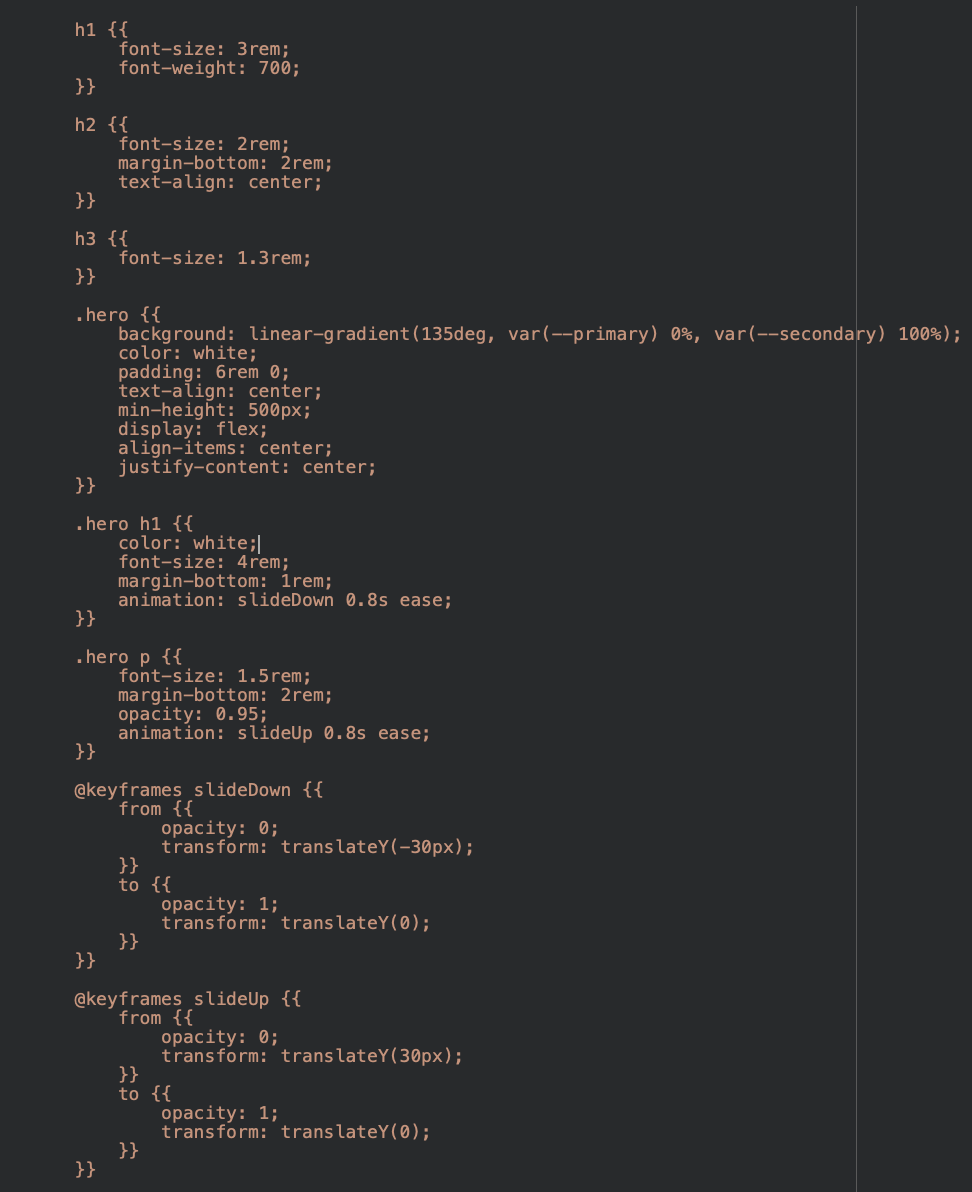 h1 {{
    font-size: 3rem;
    font-weight: 700;
}}

h2 {{
    font-size: 2rem;
    margin-bottom: 2rem;
    text-align: center;
}}

h3 {{
    font-size: 1.3rem;
}}

.hero {{
    background: linear-gradient(135deg, var(--primary) 0%, var(--secondary) 100%);
    color: white;
    padding: 6rem 0;
    text-align: center;
    min-height: 500px;
    display: flex;
    align-items: center;
    justify-content: center;
}}

.hero h1 {{
    color: white;
    font-size: 4rem;
    margin-bottom: 1rem;
    animation: slideDown 0.8s ease;
}}

.hero p {{
    font-size: 1.5rem;
    margin-bottom: 2rem;
    opacity: 0.95;
    animation: slideUp 0.8s ease;
}}

@keyframes slideDown {{
    from {{
        opacity: 0;
        transform: translateY(-30px);
    }}
    to {{
        opacity: 1;
        transform: translateY(0);
    }}
}}

@keyframes slideUp {{
    from {{
        opacity: 0;
        transform: translateY(30px);
    }}
    to {{
        opacity: 1;
        transform: translateY(0);
    }}
}}